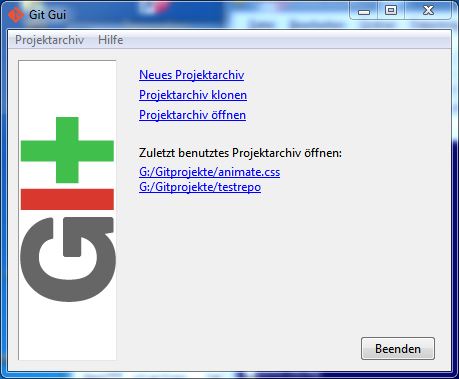 Git Gui
Projektarchiv Hilfe
Neues Projektarchiv
Projektarchiv klonen
Projektarchiv öffnen
Zuletzt benutztes Projektarchiv öffnen:
G:/Gitprojekte/animate.css
G:/Gitprojekte/testrepo
Git
Beenden